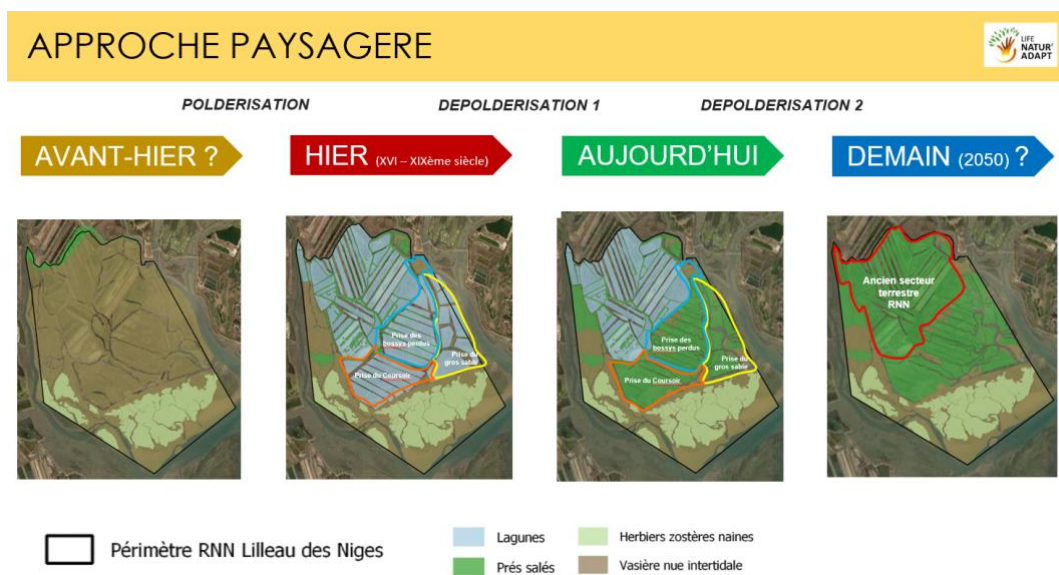 APPROCHE PAYSAGERE
LIFE
NATUR'
ADAPT
POLDERISATION
DEPOLDERISATION 1
DEPOLDERISATION 2
AVANT-HIER ?
HIER (XVI – XIXème siècle)
AUJOURD'HUI
DEMAIN (2050) ?
Prise des
bossys perdus
Prise du
gros sable
Prise du Coursoir
Prise des
bossys perdus
Prise du
gros sable
Prise du Coursoir
Ancien secteur
terrestre
RNN
Périmètre RNN Lilleau des Niges
Lagunes
Prés salés
Herbiers zostères naines
Vasière nue intertidale